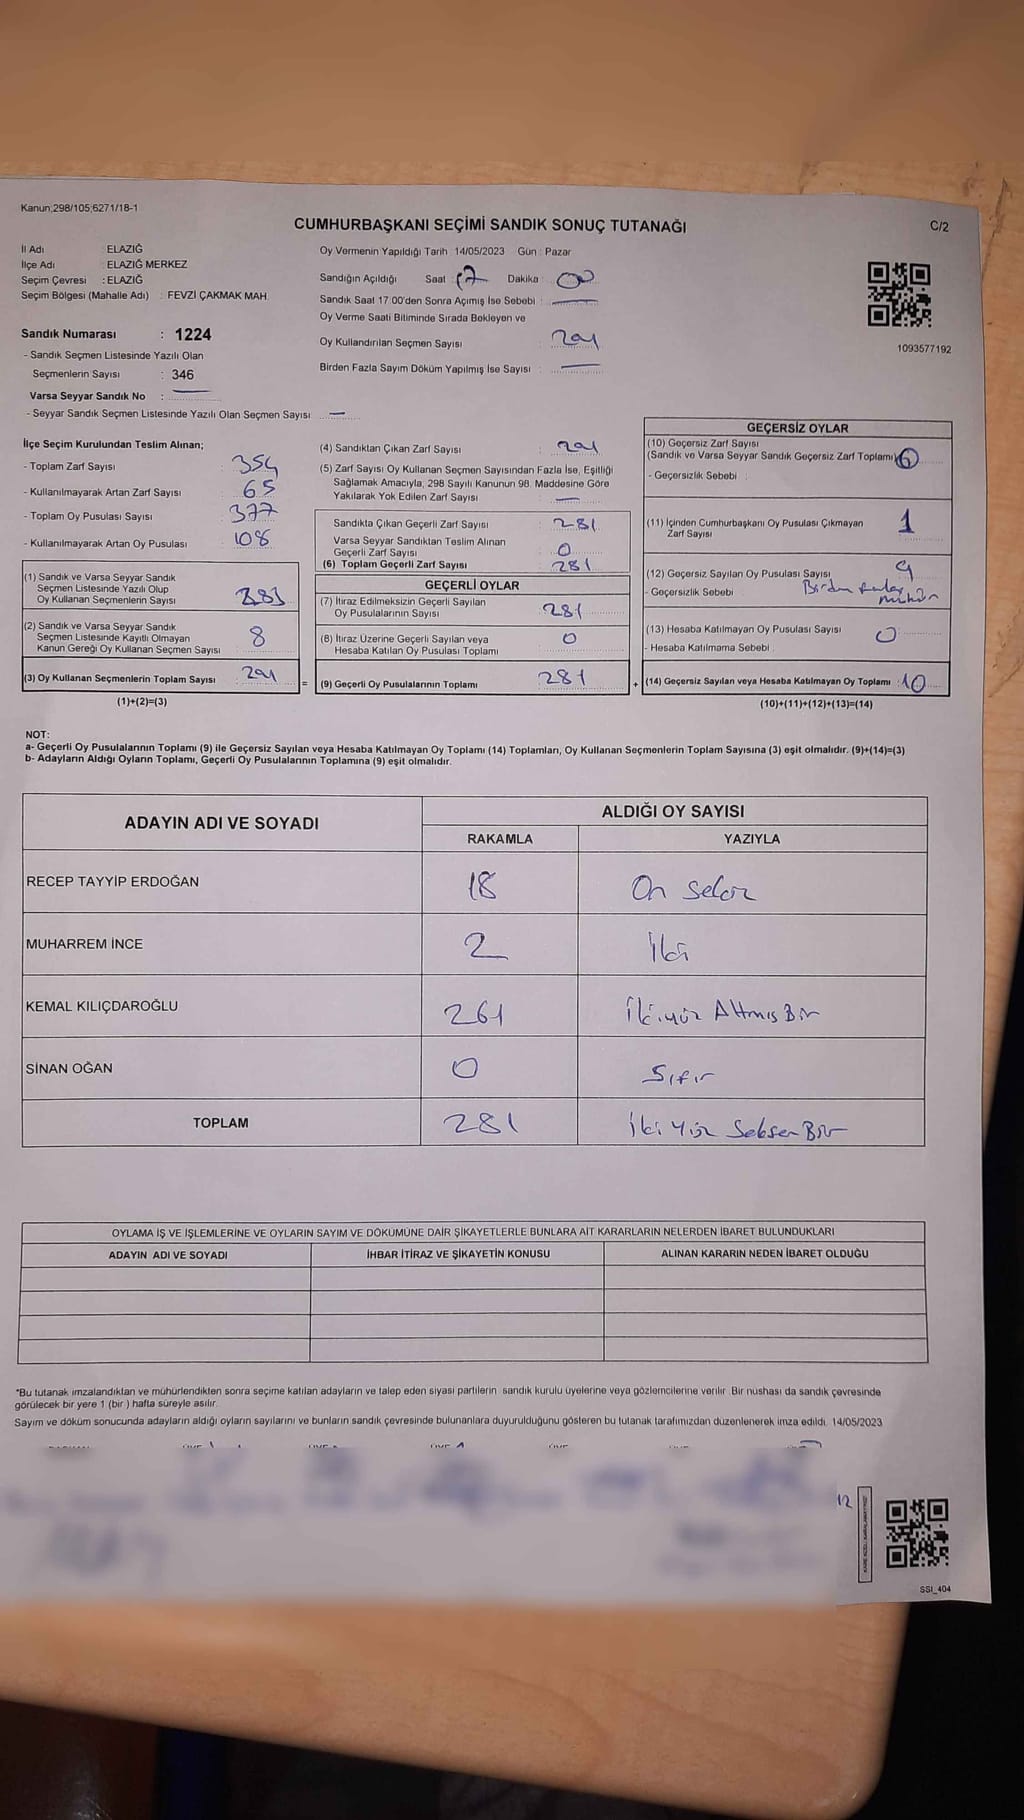 Kanun;298/105;6271/18-1
CUMHURBAŞKANI SEÇİMİ SANDIK SONUÇ TUTANAĞI
C/2
İl Adı : ELAZIĞ
İlçe Adı : ELAZIĞ MERKEZ
Seçim Çevresi : ELAZIĞ
Seçim Bölgesi (Mahalle Adı) : FEVZİ ÇAKMAK MAH.
Sandık Numarası : 1224
- Sandık Seçmen Listesinde Yazılı Olan
Seçmenlerin Sayısı : 346
Varsa Seyyar Sandık No : —
- Seyyar Sandık Seçmen Listesinde Yazılı Olan Seçmen Sayısı : —
Oy Vermenin Yapıldığı Tarih : 14/05/2023 Gün : Pazar
Sandığın Açıldığı Saat : 17 Dakika : 00
Sandık Saat 17.00'den Sonra Açılmış İse Sebebi : —
Oy Verme Saati Bitiminde Sırada Bekleyen ve
Oy Kullandırılan Seçmen Sayısı : 291
Birden Fazla Sayım Döküm Yapılmış İse Sayısı : —
1093577192
İlçe Seçim Kurulundan Teslim Alınan;
- Toplam Zarf Sayısı : 354
- Kullanılmayarak Artan Zarf Sayısı : 65
- Toplam Oy Pusulası Sayısı : 377
- Kullanılmayarak Artan Oy Pusulası : 108
(1) Sandık ve Varsa Seyyar Sandık
Seçmen Listesinde Yazılı Olup
Oy Kullanan Seçmenlerin Sayısı : 283
(2) Sandık ve Varsa Seyyar Sandık
Seçmen Listesinde Kayıtlı Olmayan
Kanun Gereği Oy Kullanan Seçmen Sayısı : 8
(3) Oy Kullanan Seçmenlerin Toplam Sayısı : 291
(1)+(2)=(3)
(4) Sandıktan Çıkan Zarf Sayısı : 291
(5) Zarf Sayısı Oy Kullanan Seçmen Sayısından Fazla İse, Eşitliği
Sağlamak Amacıyla, 298 Sayılı Kanunun 98. Maddesine Göre
Yakılarak Yok Edilen Zarf Sayısı : —
Sandıkta Çıkan Geçerli Zarf Sayısı : 281
Varsa Seyyar Sandıktan Teslim Alınan
Geçerli Zarf Sayısı : 0
(6) Toplam Geçerli Zarf Sayısı : 281
GEÇERLİ OYLAR
(7) İtiraz Edilmeksizin Geçerli Sayılan
Oy Pusulalarının Sayısı : 281
(8) İtiraz Üzerine Geçerli Sayılan veya
Hesaba Katılan Oy Pusulası Toplamı : 0
(9) Geçerli Oy Pusulalarının Toplamı : 281
GEÇERSİZ OYLAR
(10) Geçersiz Zarf Sayısı
(Sandık ve Varsa Seyyar Sandık Geçersiz Zarf Toplamı) 0
- Geçersizlik Sebebi :
(11) İçinden Cumhurbaşkanı Oy Pusulası Çıkmayan
Zarf Sayısı 1
(12) Geçersiz Sayılan Oy Pusulası Sayısı : 9
- Geçersizlik Sebebi : Birden fazla
mühür
(13) Hesaba Katılmayan Oy Pusulası Sayısı : 0
- Hesaba Katılmama Sebebi :
(14) Geçersiz Sayılan veya Hesaba Katılmayan Oy Toplamı : 10
(10)+(11)+(12)+(13)=(14)
NOT:
a- Geçerli Oy Pusulalarının Toplamı (9) ile Geçersiz Sayılan veya Hesaba Katılmayan Oy Toplamı (14) Toplamları, Oy Kullanan Seçmenlerin Toplam Sayısına (3) eşit olmalıdır. (9)+(14)=(3)
b- Adayların Aldığı Oyların Toplamı, Geçerli Oy Pusulalarının Toplamına (9) eşit olmalıdır.
ADAYIN ADI VE SOYADI
ALDIĞI OY SAYISI
RAKAMLA YAZIYLA
RECEP TAYYİP ERDOĞAN 18 On sekiz
MUHARREM İNCE 2 İki
KEMAL KILIÇDAROĞLU 261 İkiyüz Altmış Bir
SİNAN OĞAN 0 Sıfır
TOPLAM 281 İki Yüz Seksen Bir
OYLAMA İŞ VE İŞLEMLERİNE VE OYLARIN SAYIM VE DÖKÜMÜNE DAİR ŞİKAYETLERLE BUNLARA AİT KARARLARIN NELERDEN İBARET BULUNDUKLARI
ADAYIN ADI VE SOYADI İHBAR İTİRAZ VE ŞİKAYETİN KONUSU ALINAN KARARIN NEDEN İBARET OLDUĞU
*Bu tutanak imzalandıktan ve mühürlendikten sonra seçime katılan adayların ve talep eden siyasi partilerin sandık kurulu üyelerine veya gözlemcilerine verilir. Bir nüshası da sandık çevresinde
görülecek bir yere 1 (bir ) hafta süreyle asılır.
Sayım ve döküm sonucunda adayların aldığı oyların sayılarını ve bunların sandık çevresinde bulunanlara duyurulduğunu gösteren bu tutanak tarafımızdan düzenlenerek imza edildi. 14/05/2023
12
SSI_404